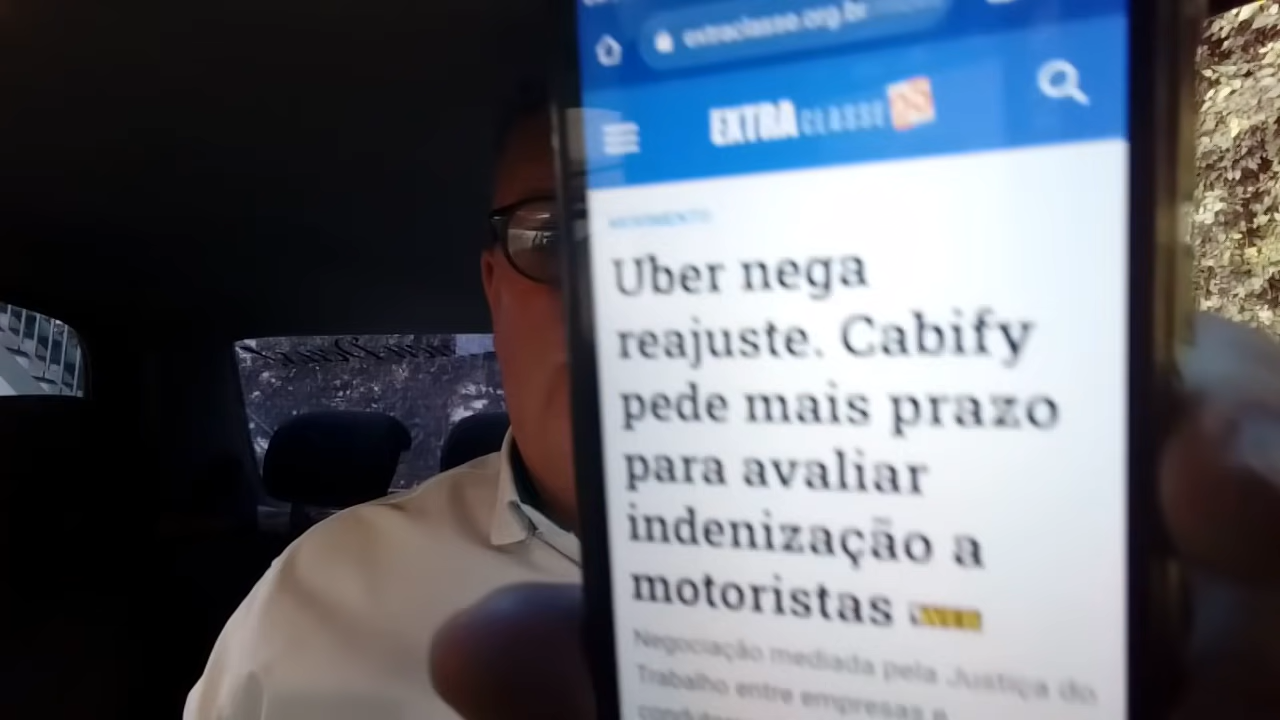 extraclasse.org.br
EXTRA CLASSE
MOVIMENTO
Uber nega
reajuste. Cabify
pede mais prazo
para avaliar
indenização a
motoristas
Negociação mediada pela Justiça do
Trabalho entre empresas e